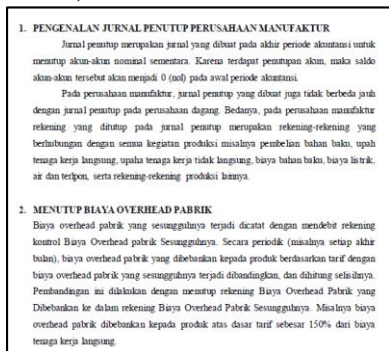 1. PENGENALAN JURNAL PENUTUP PERUSAHAAN MANUFAKTUR
Jurnal penutup merupakan jurnal yang dibuat pada akhir periode akuntansi untuk
menutup akun-akun nominal sementara. Karena terdapat penutupan akun, maka saldo
akun-akun tersebut akan menjadi 0 (nol) pada awal periode akuntansi.
Pada perusahaan manufaktur, jurnal penutup yang dibuat juga tidak berbeda jauh
dengan jurnal penutup pada perusahaan dagang. Bedanya, pada perusahaan manufaktur
rekening yang ditutup pada jurnal penutup merupakan rekening-rekening yang
berhubungan dengan semua kegiatan produksi misalnya pembelian bahan baku, upah
tenaga kerja langsung, upaha tenaga kerja tidak langsung, biaya bahan baku, biaya listrik,
air dan terlpon, serta rekening-rekening produksi lainnya.
2. MENUTUP BIAYA OVERHEAD PABRIK
Biaya overhead pabrik yang sesungguhnya terjadi dicatat dengan mendebit rekening
kontrol Biaya Overhead pabrik Sesungguhnya. Secara periodik (misalnya setiap akhir
bulan), biaya overhead pabrik yang dibebankan kepada produk berdasarkan tarif dengan
biaya overhead pabrik yang sesungguhnya terjadi dibandingkan, dan dihitung selisihnya.
Pembandingan ini dilakukan dengan menutup rekening Biaya Overhead Pabrik yang
Dibebankan ke dalam rekening Biaya Overhead Pabrik Sesungguhnya. Misalnya biaya
overhead pabrik dibebankan kepada produk atas dasar tarif sebesar 150% dari biaya
tenaga kerja langsung.